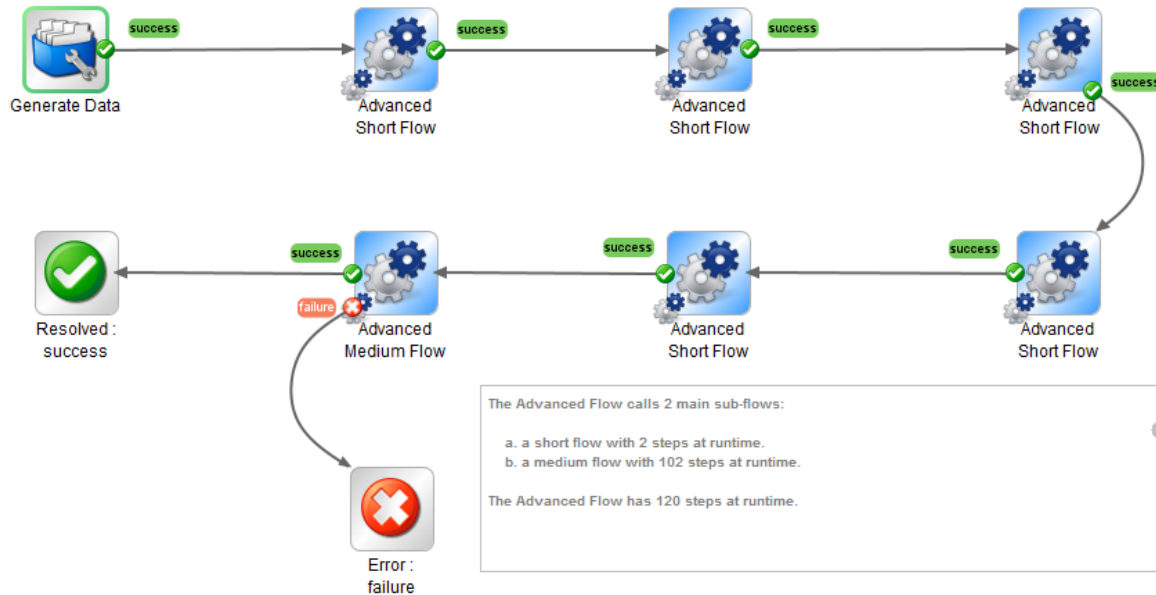 success
success
success
Generate Data
Advanced
Short Flow
Advanced
Short Flow
success
Advanced
Short Flow
success
success
success
failure
Resolved :
success
Advanced
Medium Flow
Advanced
Short Flow
Advanced
Short Flow
The Advanced Flow calls 2 main sub-flows:
a. a short flow with 2 steps at runtime.
b. a medium flow with 102 steps at runtime.
The Advanced Flow has 120 steps at runtime.
Error :
failure